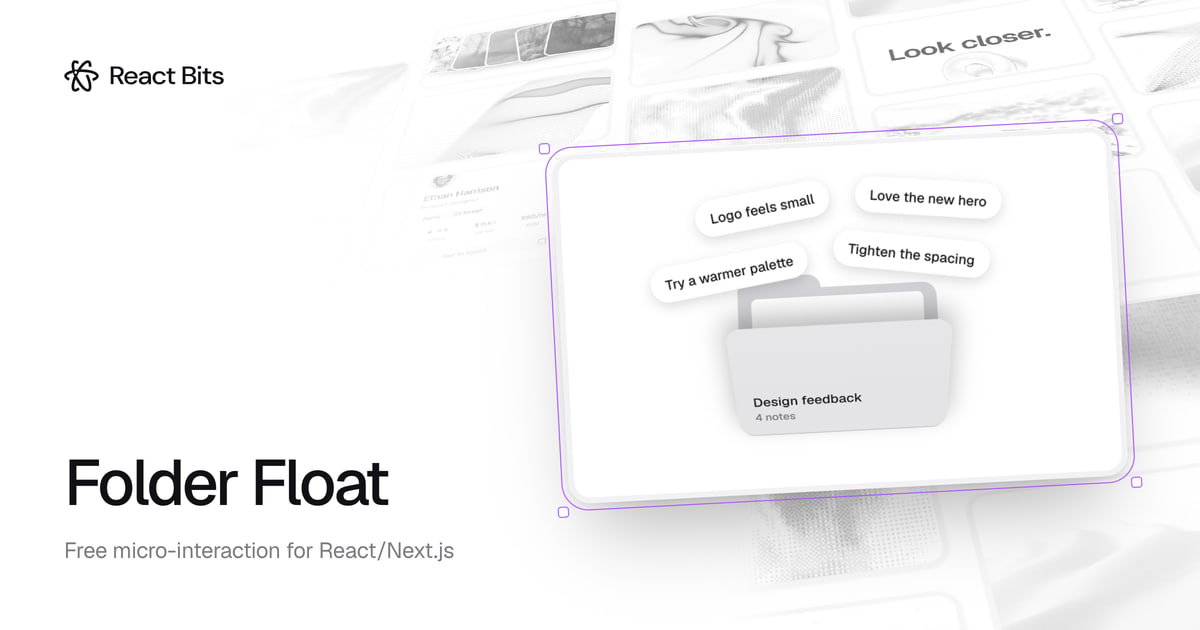 React Bits
Look closer.
Ethan Harrison
Logo feels small
Love the new hero
Try a warmer palette
Tighten the spacing
Design feedback
4 notes
Folder Float
Free micro-interaction for React/Next.js